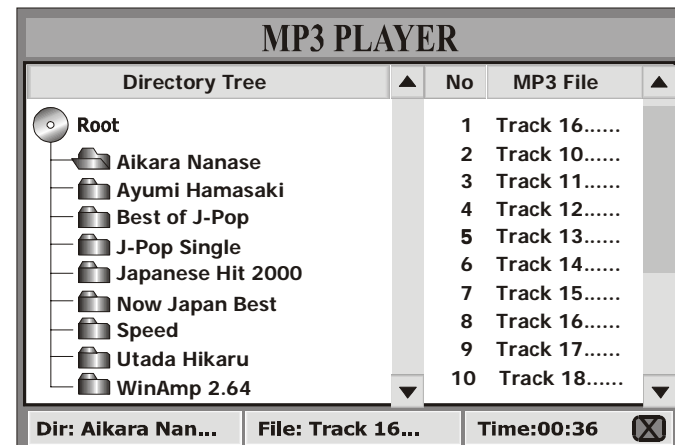 MP3 PLAYER
Directory Tree
No MP3 File
Root
Aikara Nanase
Ayumi Hamasaki
Best of J-Pop
J-Pop Single
Japanese Hit 2000
Now Japan Best
Speed
Utada Hikaru
WinAmp 2.64
1 Track 16......
2 Track 10......
3 Track 11......
4 Track 12......
5 Track 13......
6 Track 14......
7 Track 15......
8 Track 16......
9 Track 17......
10 Track 18......
Dir: Aikara Nan... File: Track 16... Time:00:36 X